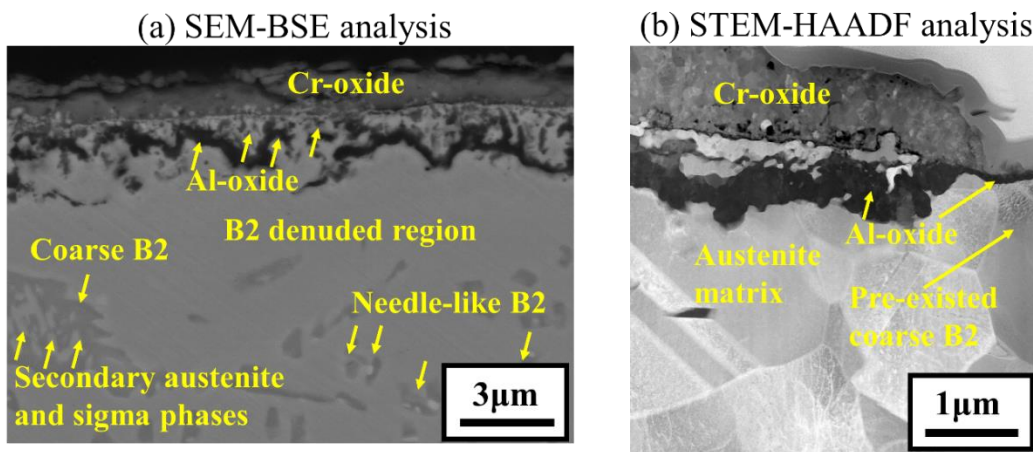 (a) SEM-BSE analysis
Cr-oxide
Al-oxide
B2 denuded region
Coarse B2
Needle-like B2
Secondary austenite
and sigma phases
3μm
(b) STEM-HAADF analysis
Cr-oxide
Al-oxide
Austenite
matrix
Pre-existed
coarse B2
1μm